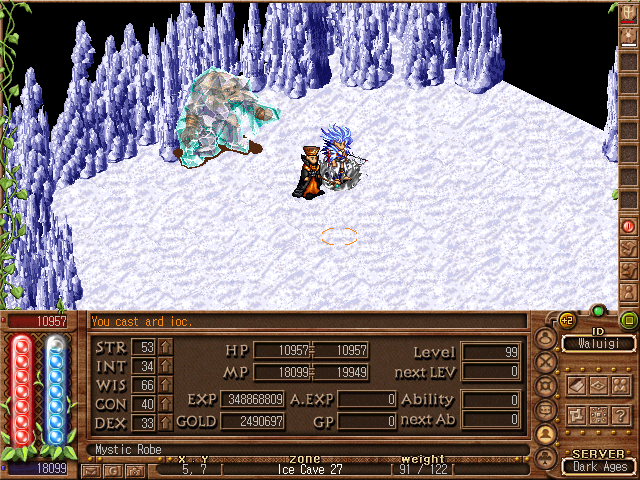 10957
You cast ard ioc.
+2
ID
Waluigi
STR 53
INT 34
WIS 66
CON 40
DEX 33
HP 10957 10957
MP 18099 19949
EXP 348868809 A.EXP 0
GOLD 2490697 GP 0
Level 99
next LEV 0
Ability 0
next Ab 0
Mystic Robe
x . Y zone weight
5, 7 Ice Cave 27 91 / 122
18099
G
?
SERVER
Dark Ages